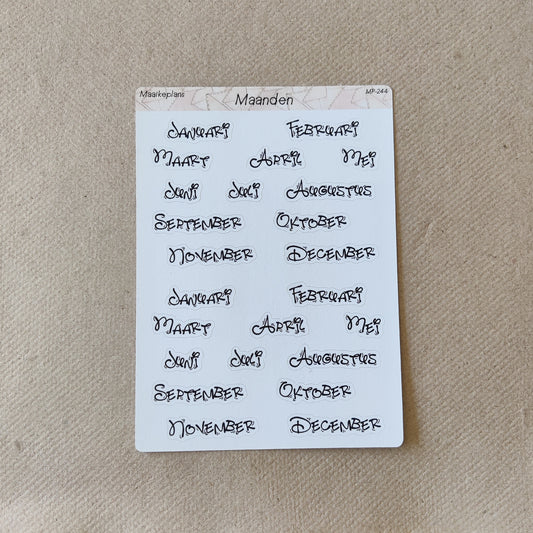 Maaikeplans Maanden MP-244
Januari Februari
Maart April Mei
Juni Juli Augustus
September Oktober
November December
Januari Februari
Maart April Mei
Juni Juli Augustus
September Oktober
November December